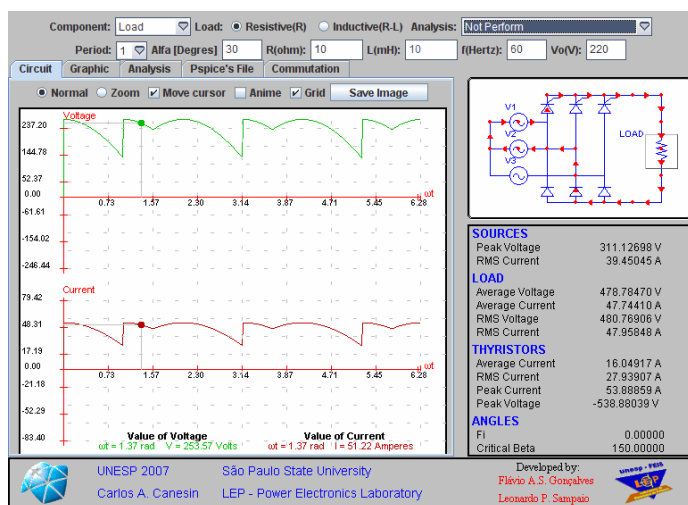 Component: Load Load: Resistive(R) Inductive(R-L) Analysis: Not Perform
Period: 1 Alfa [Degres] 30 R(ohm): 10 L(mH): 10 f(Hertz): 60 Vo(V): 220
Circuit Graphic Analysis Pspice's File Commutation
Normal Zoom Move cursor Anime Grid Save Image
Voltage
237.20
144.78
52.37
0.00
-61.61
-154.02
-246.44
0.73 1.57 2.30 3.14 3.87 4.71 5.45 6.28
ωt
Current
79.42
48.31
17.19
0.00
-21.18
-52.29
-83.40
0.73 1.57 2.30 3.14 3.87 4.71 5.45 6.28
ωt
Value of Voltage Value of Current
ωt = 1.37 rad V = 253.57 Volts ωt = 1.37 rad I = 51.22 Amperes
V1
V2
V3
LOAD
SOURCES
Peak Voltage 311.12698 V
RMS Current 39.45045 A
LOAD
Average Voltage 478.78470 V
Average Current 47.74410 A
RMS Voltage 480.76906 V
RMS Current 47.95848 A
THYRISTORS
Average Current 16.04917 A
RMS Current 27.93907 A
Peak Current 53.88859 A
Peak Voltage -538.88039 V
ANGLES
Fi 0.00000
Critical Beta 150.00000
UNESP 2007 São Paulo State University
Carlos A. Canesin LEP - Power Electronics Laboratory
Developed by:
Flávio A.S. Gonçalves
Leonardo P. Sampaio
unesp - FEIS
LEP